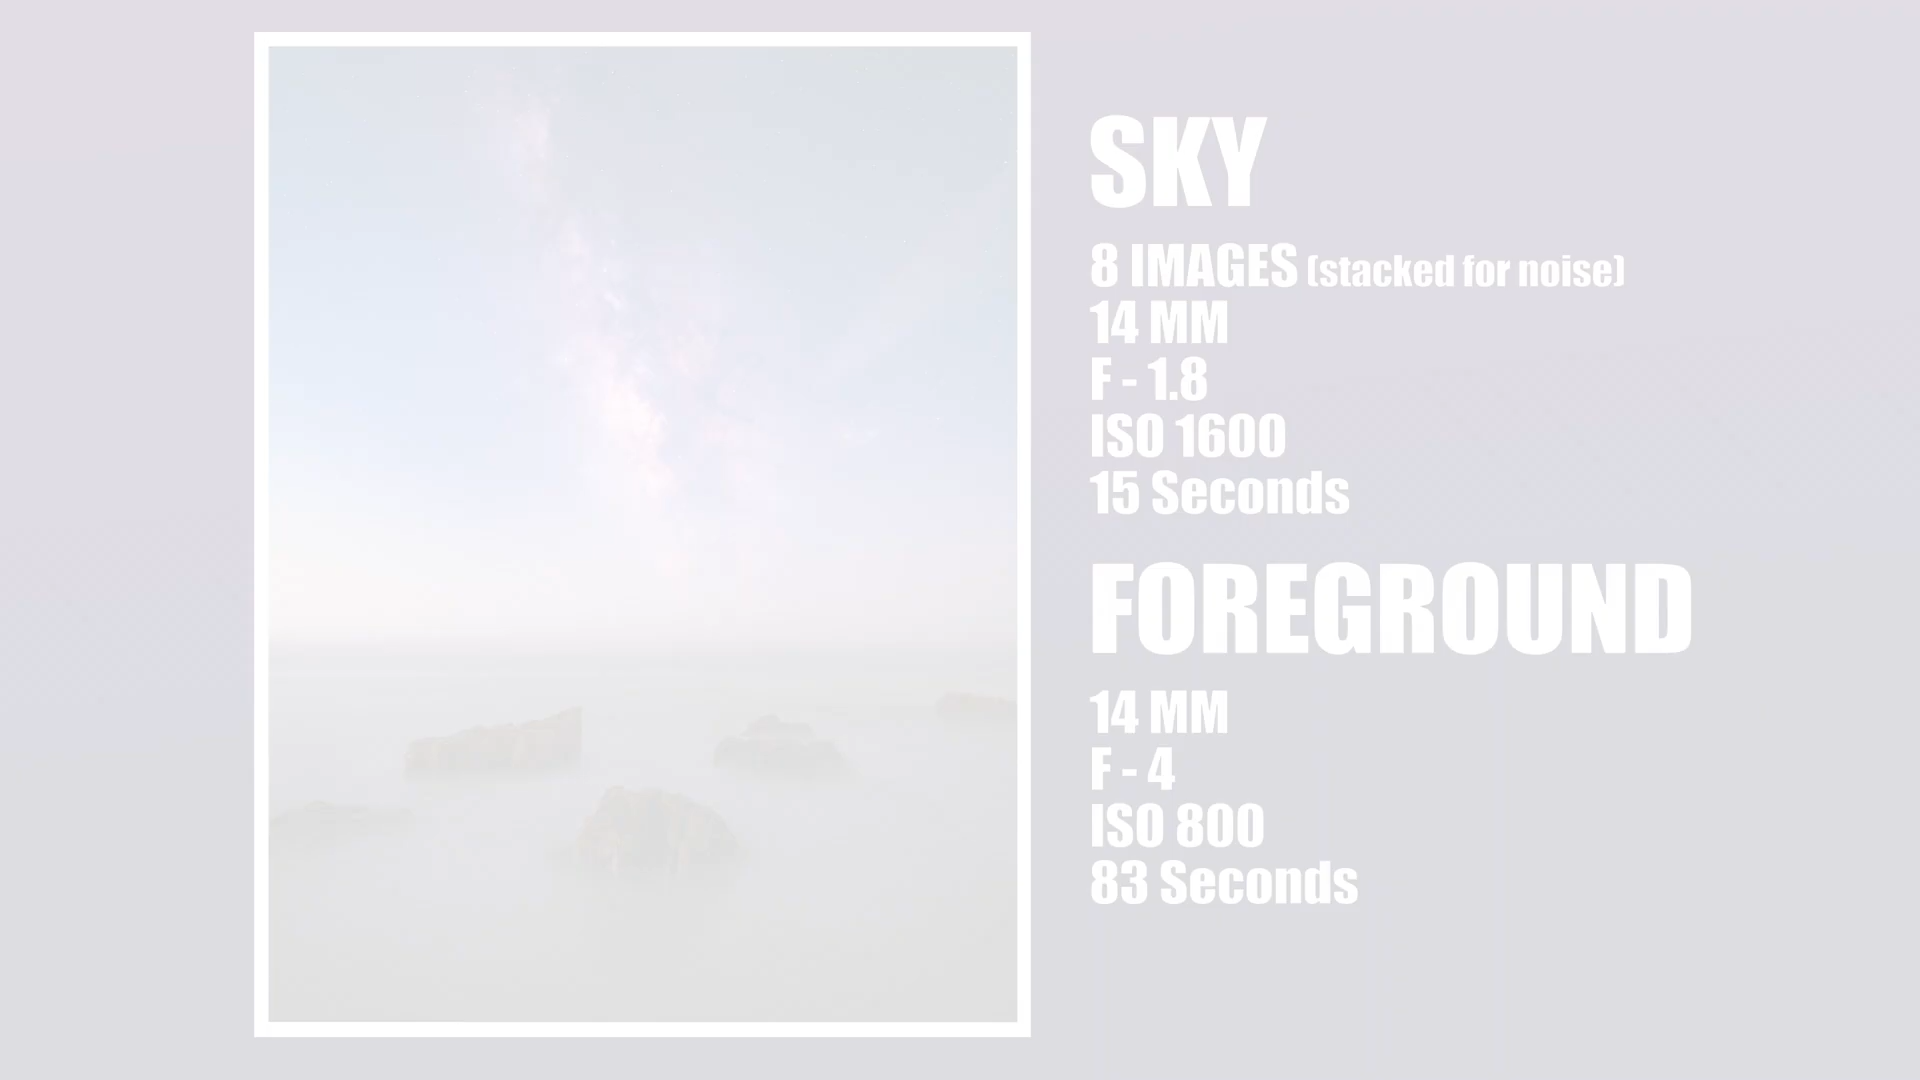 SKY
8 IMAGES (stacked for noise)
14 MM
F - 1.8
ISO 1600
15 Seconds
FOREGROUND
14 MM
F - 4
ISO 800
83 Seconds